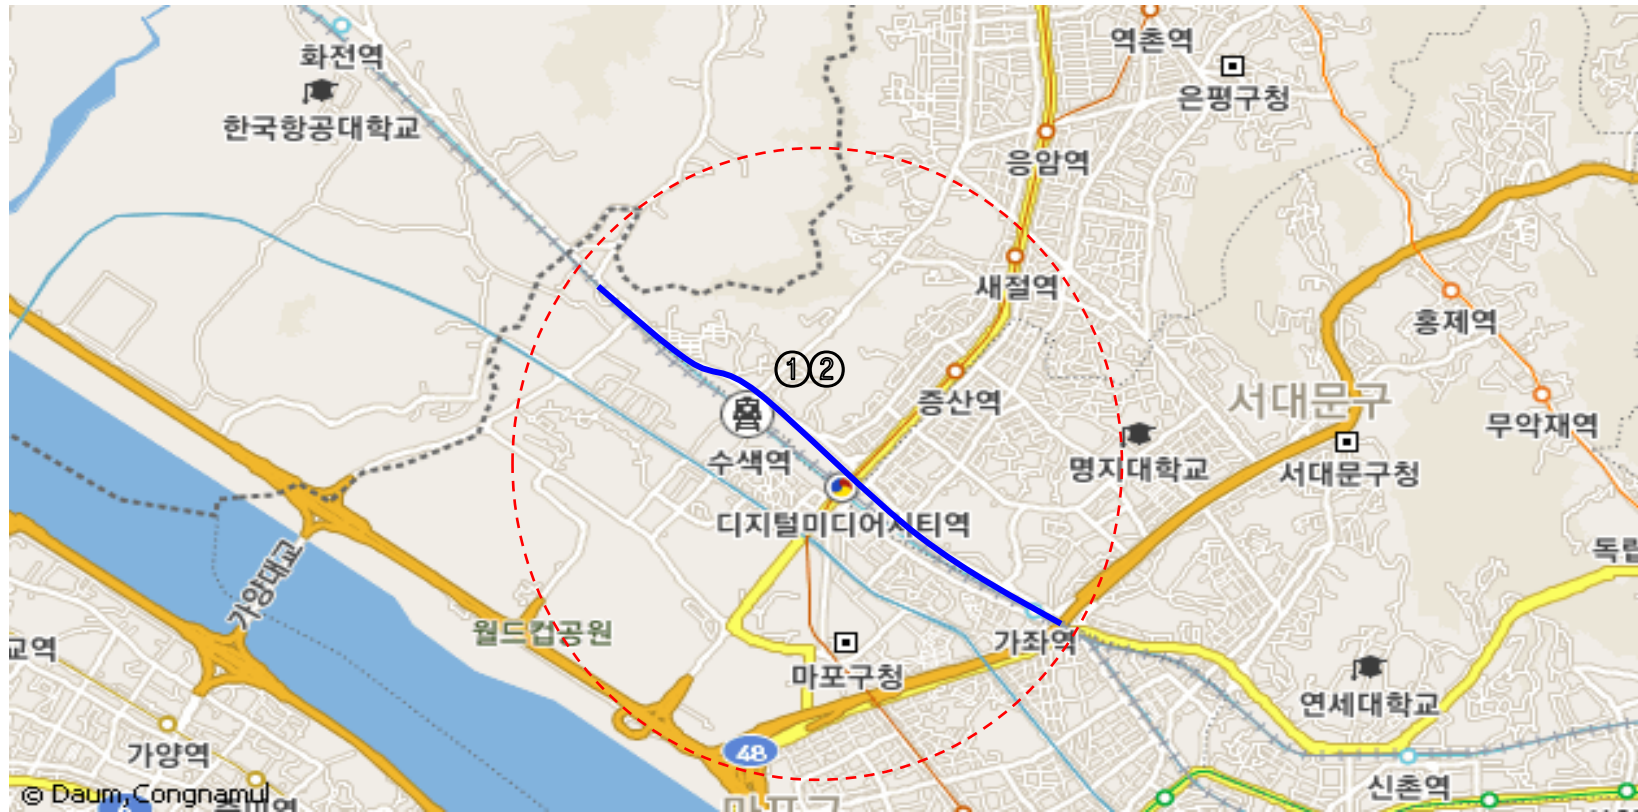 화전역
한국항공대학교
역촌역
은평구청
응암역
새절역
홍제역
①②
증산역
서대문구
무악재역
수색역
명지대학교
서대문구청
디지털미디어시티역
가양대교
월드컵공원
가좌역
마포구청
연세대학교
교역
48
가양역
신촌역
© Daum,Congnamul
마포구